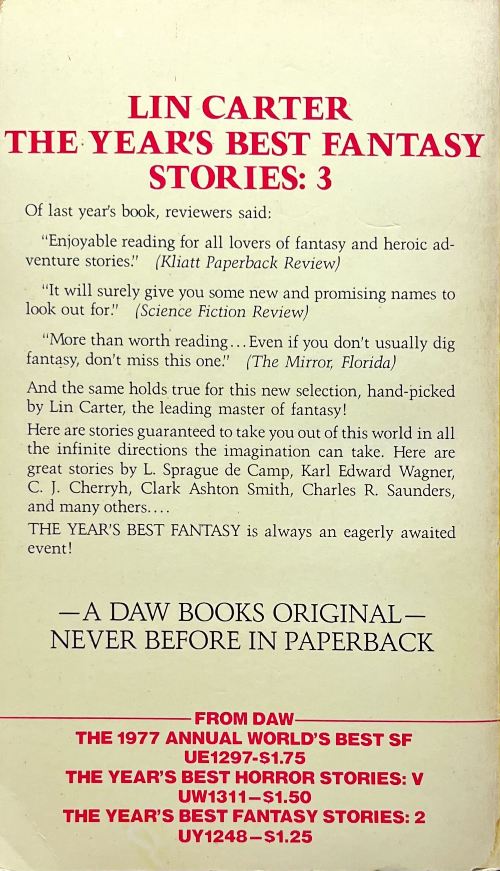 LIN CARTER
THE YEAR'S BEST FANTASY
STORIES: 3
Of last year's book, reviewers said:
"Enjoyable reading for all lovers of fantasy and heroic ad-
venture stories." (Kliatt Paperback Review)
"It will surely give you some new and promising names to
look out for." (Science Fiction Review)
"More than worth reading...Even if you don't usually dig
fantasy, don't miss this one." (The Mirror, Florida)
And the same holds true for this new selection, hand-picked
by Lin Carter, the leading master of fantasy!
Here are stories guaranteed to take you out of this world in all
the infinite directions the imagination can take. Here are
great stories by L. Sprague de Camp, Karl Edward Wagner,
C. J. Cherryh, Clark Ashton Smith, Charles R. Saunders,
and many others....
THE YEAR'S BEST FANTASY is always an eagerly awaited
event!
—A DAW BOOKS ORIGINAL—
NEVER BEFORE IN PAPERBACK
FROM DAW
THE 1977 ANNUAL WORLD'S BEST SF
UE1297-$1.75
THE YEAR'S BEST HORROR STORIES: V
UW1311—$1.50
THE YEAR'S BEST FANTASY STORIES: 2
UY1248—$1.25